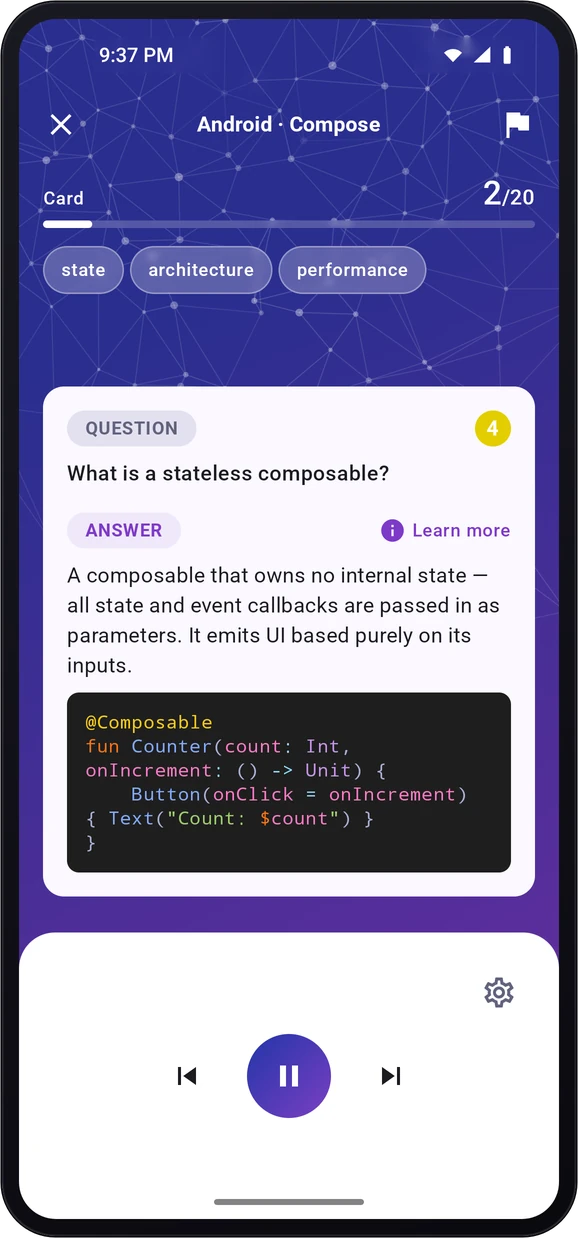 9:37 PM
Android · Compose
Card
2/20
state
architecture
performance
QUESTION
4
What is a stateless composable?
ANSWER
Learn more
A composable that owns no internal state —
all state and event callbacks are passed in as
parameters. It emits UI based purely on its
inputs.
@Composable
fun Counter(count: Int,
onIncrement: () -> Unit) {
    Button(onClick = onIncrement)
{ Text("Count: $count") }
}